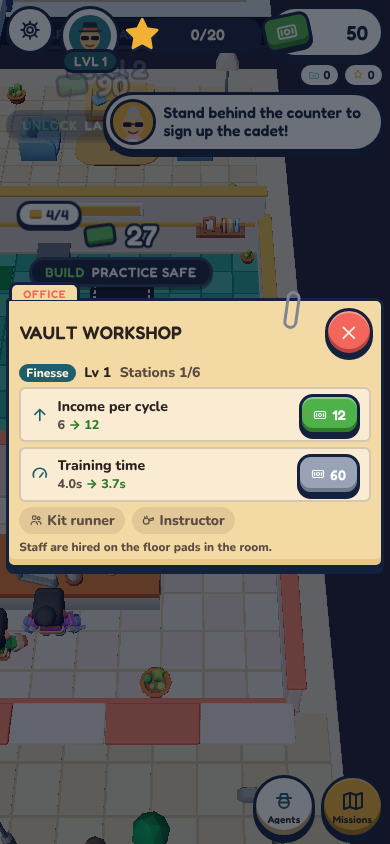 LVL 1
0/20
50
0
0
90
Stand behind the counter to
sign up the cadet!
UNLOCK LA
4/4
27
BUILD PRACTICE SAFE
OFFICE
VAULT WORKSHOP
Finesse Lv 1 Stations 1/6
Income per cycle
6 → 12
12
Training time
4.0s → 3.7s
60
Kit runner Instructor
Staff are hired on the floor pads in the room.
Agents
Missions